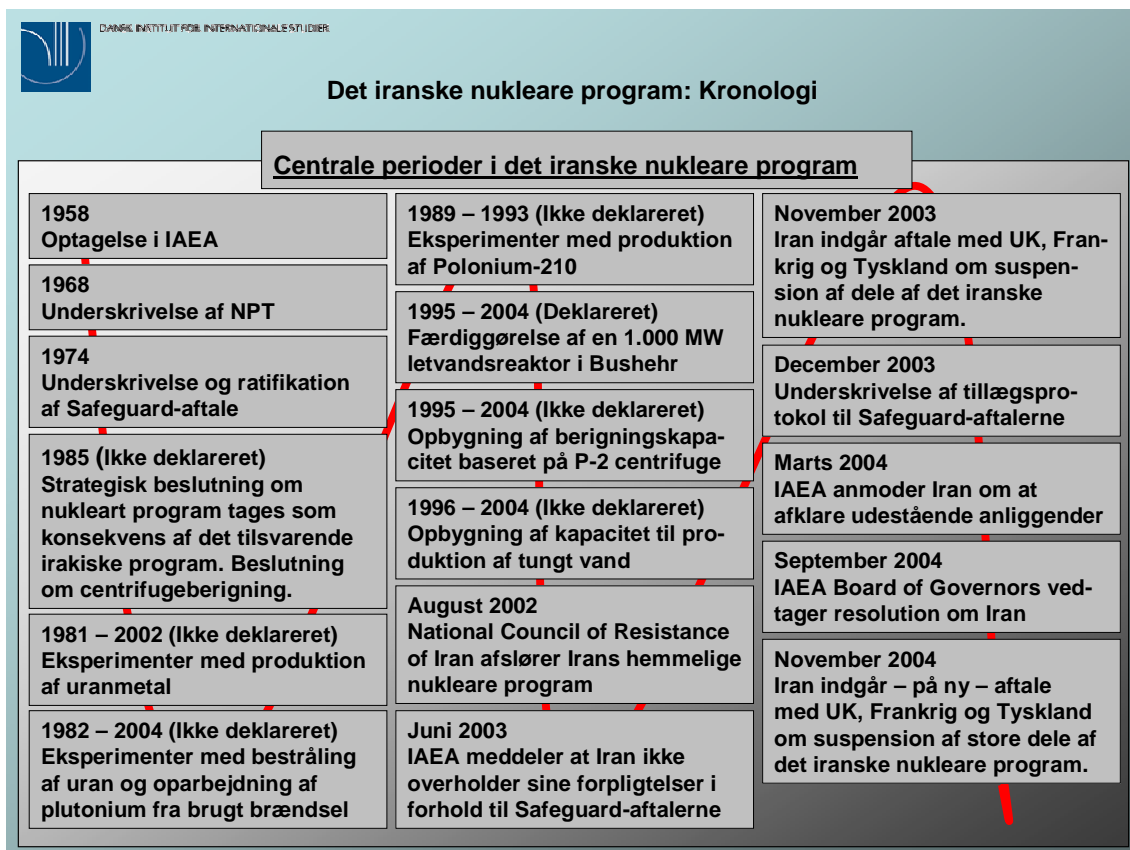 DANSK INSTITUT FOR INTERNATIONALE STUDIER
Det iranske nukleare program: Kronologi
Centrale perioder i det iranske nukleare program
1958
Optagelse i IAEA
1968
Underskrivelse af NPT
1974
Underskrivelse og ratifikation
af Safeguard-aftale
1985 (Ikke deklareret)
Strategisk beslutning om
nukleart program tages som
konsekvens af det tilsvarende
irakiske program. Beslutning
om centrifugeberigning.
1981 – 2002 (Ikke deklareret)
Eksperimenter med produktion
af uranmetal
1982 – 2004 (Ikke deklareret)
Eksperimenter med bestråling
af uran og oparbejdning af
plutonium fra brugt brændsel
1989 – 1993 (Ikke deklareret)
Eksperimenter med produktion
af Polonium-210
1995 – 2004 (Deklareret)
Færdiggørelse af en 1.000 MW
letvandsreaktor i Bushehr
1995 – 2004 (Ikke deklareret)
Opbygning af berigningskapa-
citet baseret på P-2 centrifuge
1996 – 2004 (Ikke deklareret)
Opbygning af kapacitet til pro-
duktion af tungt vand
August 2002
National Council of Resistance
of Iran afslører Irans hemmelige
nukleare program
Juni 2003
IAEA meddeler at Iran ikke
overholder sine forpligtelser i
forhold til Safeguard-aftalerne
November 2003
Iran indgår aftale med UK, Fran-
krig og Tyskland om suspen-
sion af dele af det iranske
nukleare program.
December 2003
Underskrivelse af tillægspro-
tokol til Safeguard-aftalerne
Marts 2004
IAEA anmoder Iran om at
afklare udestående anliggender
September 2004
IAEA Board of Governors ved-
tager resolution om Iran
November 2004
Iran indgår – på ny – aftale
med UK, Frankrig og Tyskland
om suspension af store dele af
det iranske nukleare program.